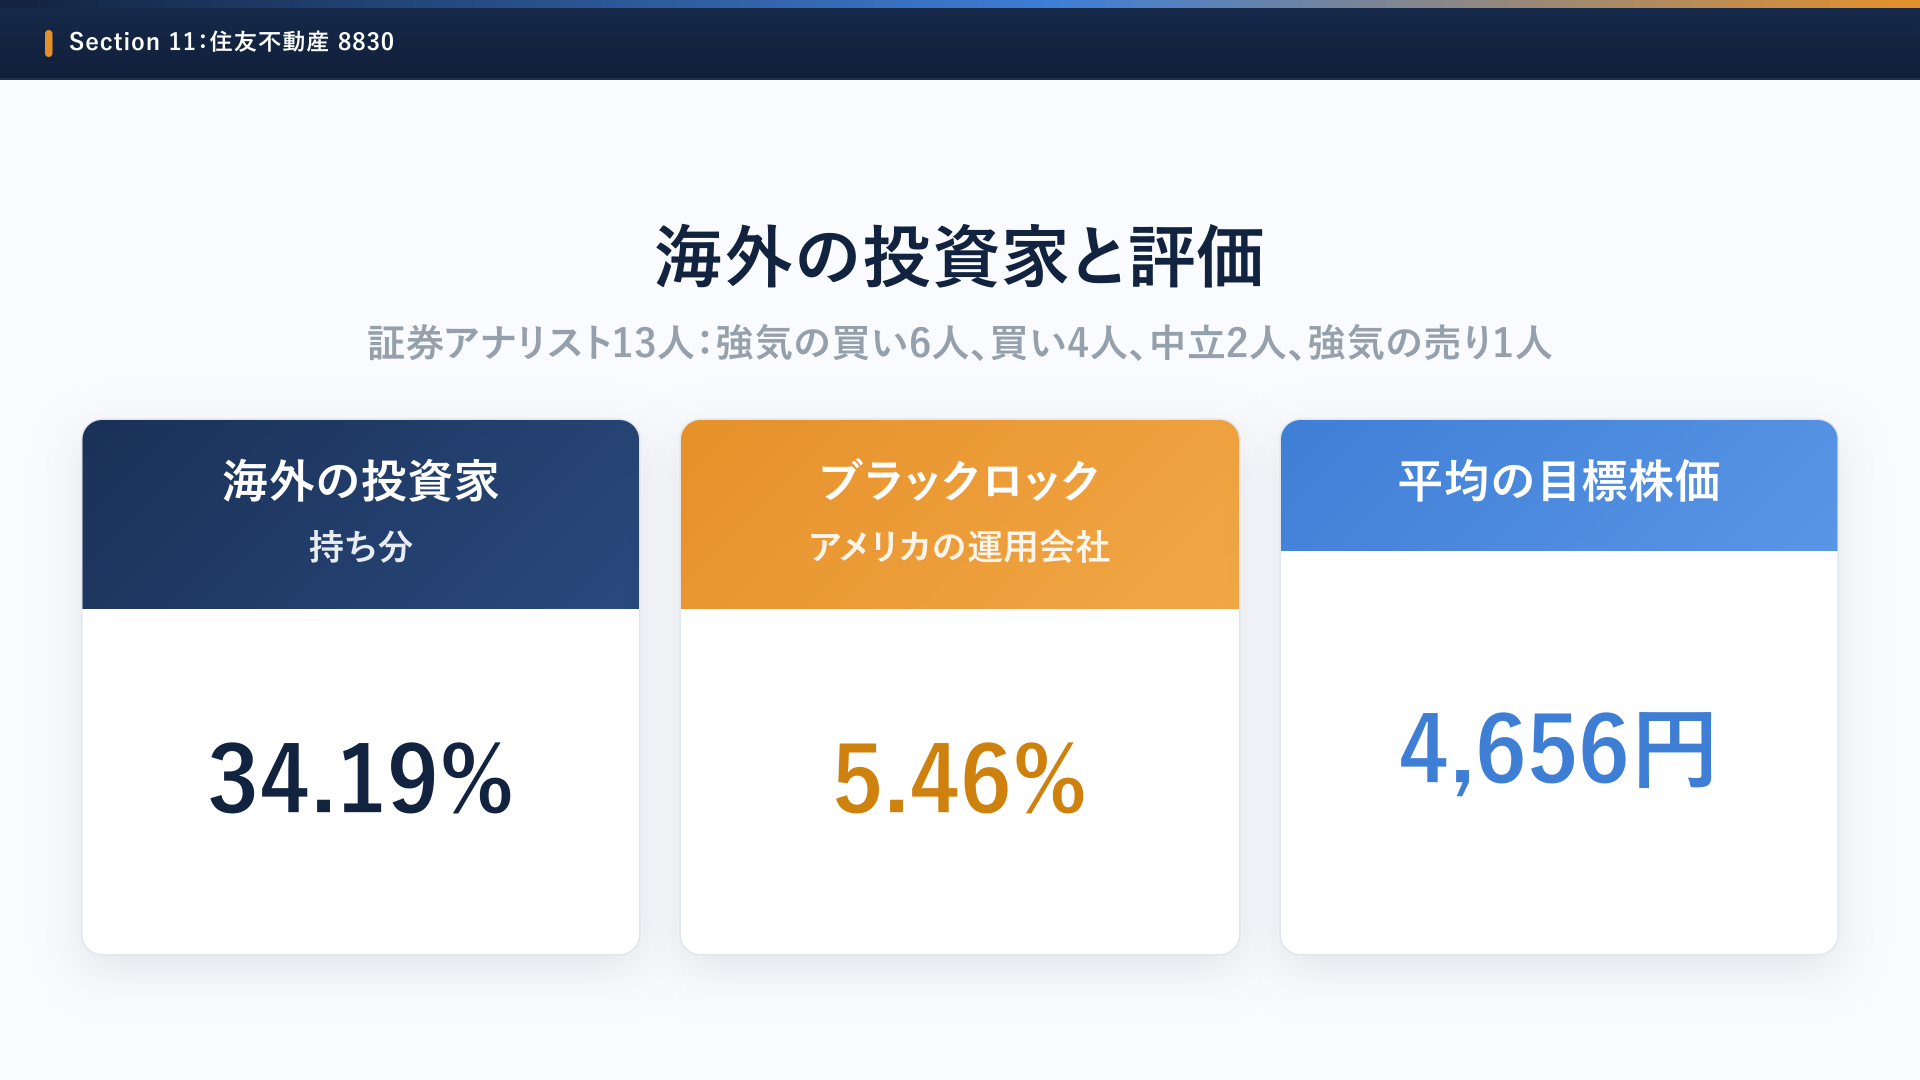 Section 11：住友不動産 8830
海外の投資家と評価
証券アナリスト13人：強気の買い6人、買い4人、中立2人、強気の売り1人
海外の投資家
持ち分
34.19%
ブラックロック
アメリカの運用会社
5.46%
平均の目標株価
4,656円